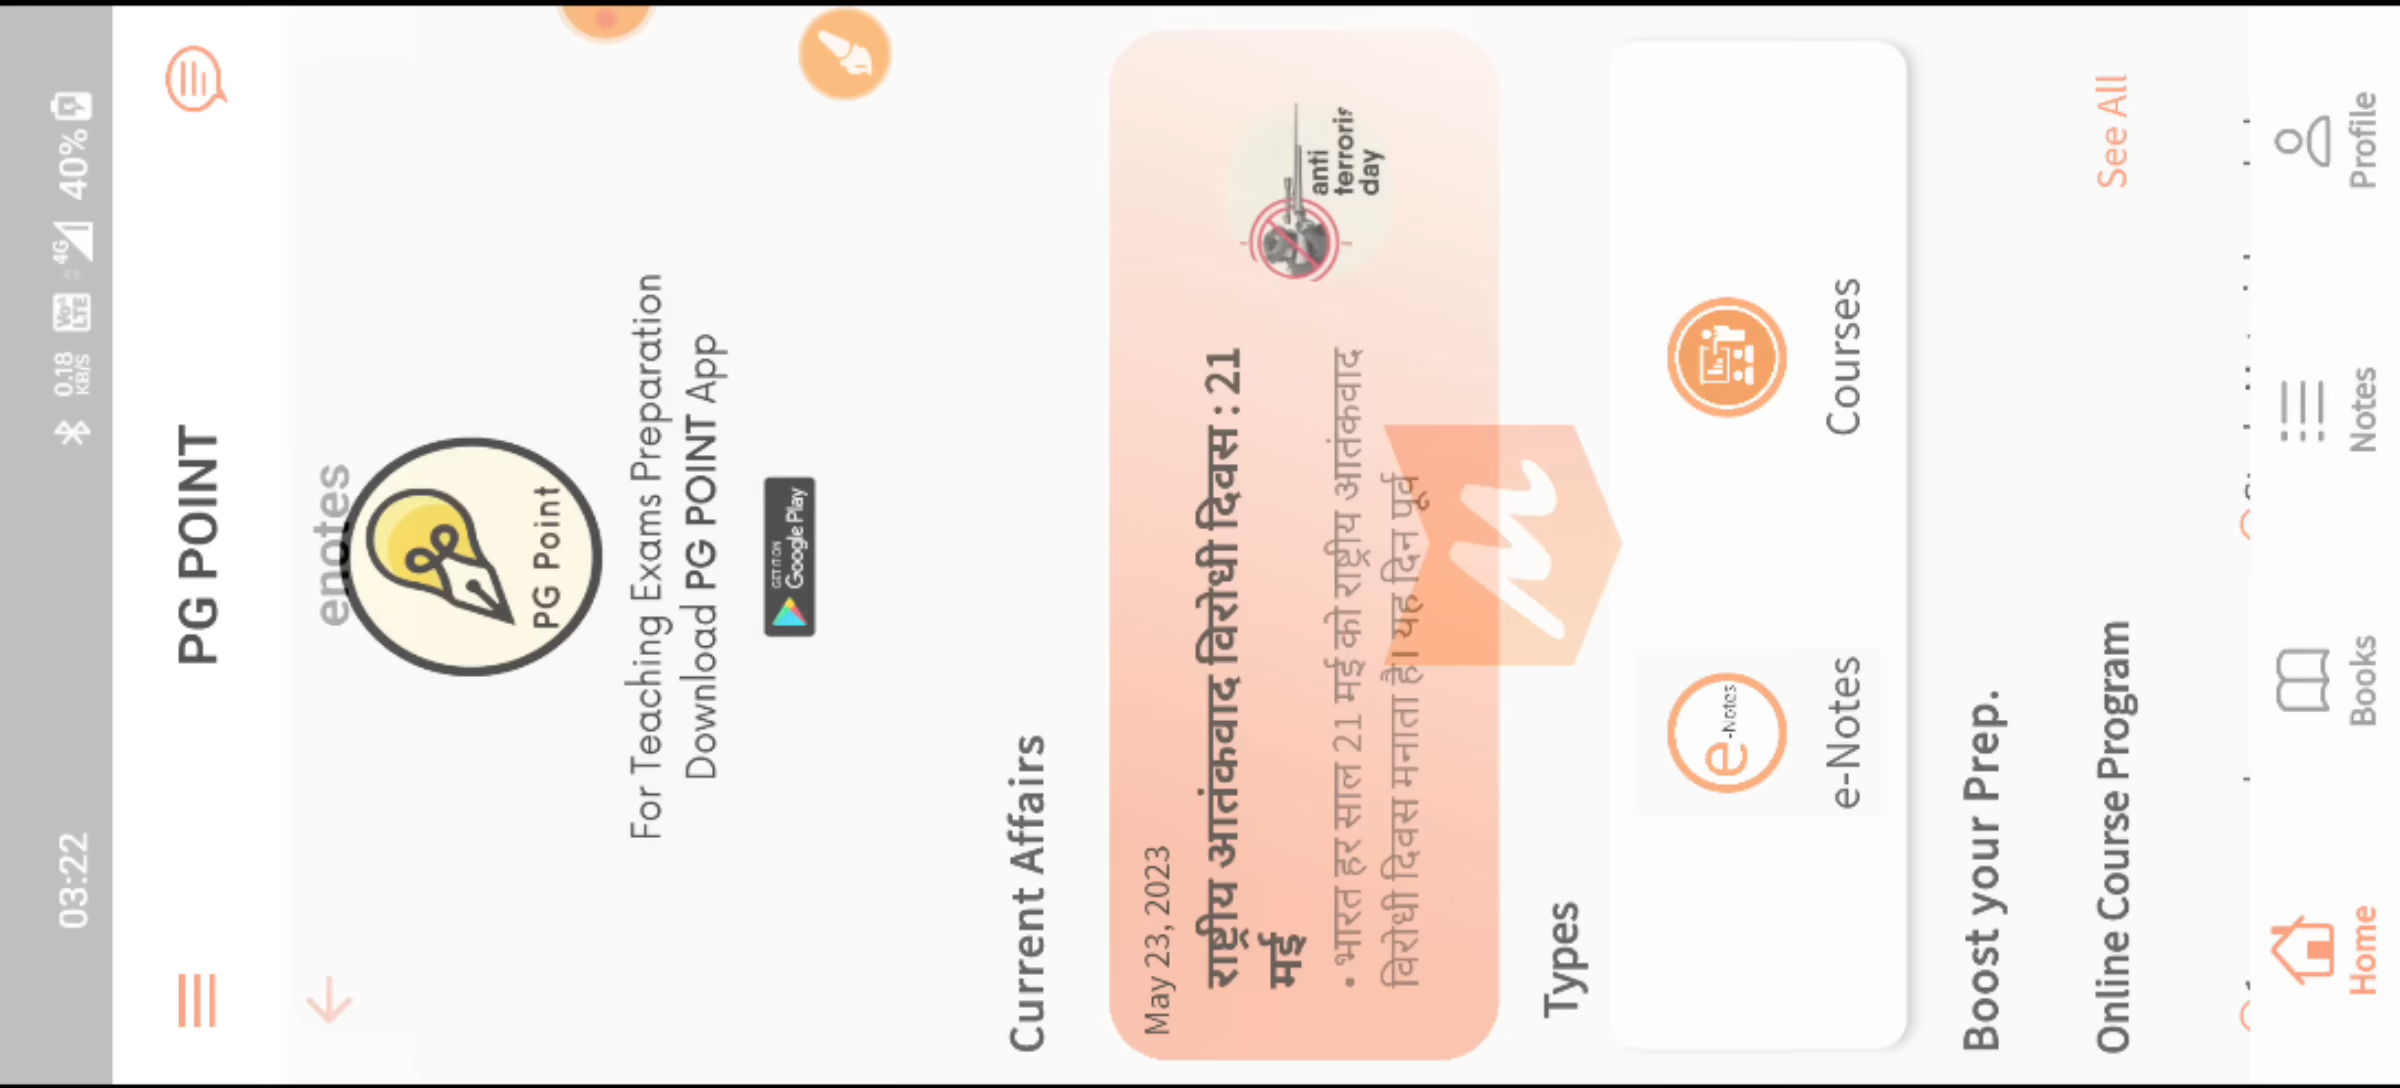 03:22
0.18 KB/S VoLTE 4G 40%
PG POINT
enotes
PG Point
For Teaching Exams Preparation
Download PG POINT App
GET IT ON
Google Play
Current Affairs
May 23, 2023
राष्ट्रीय आतंकवाद विरोधी दिवस : 21
मई
• भारत हर साल 21 मई को राष्ट्रीय आतंकवाद
विरोधी दिवस मनाता है। यह दिन पूर्व
anti
terroris
day
Types
e-Notes
e-Notes
Courses
Boost your Prep.
Online Course Program
See All
Home
Books
Notes
Profile